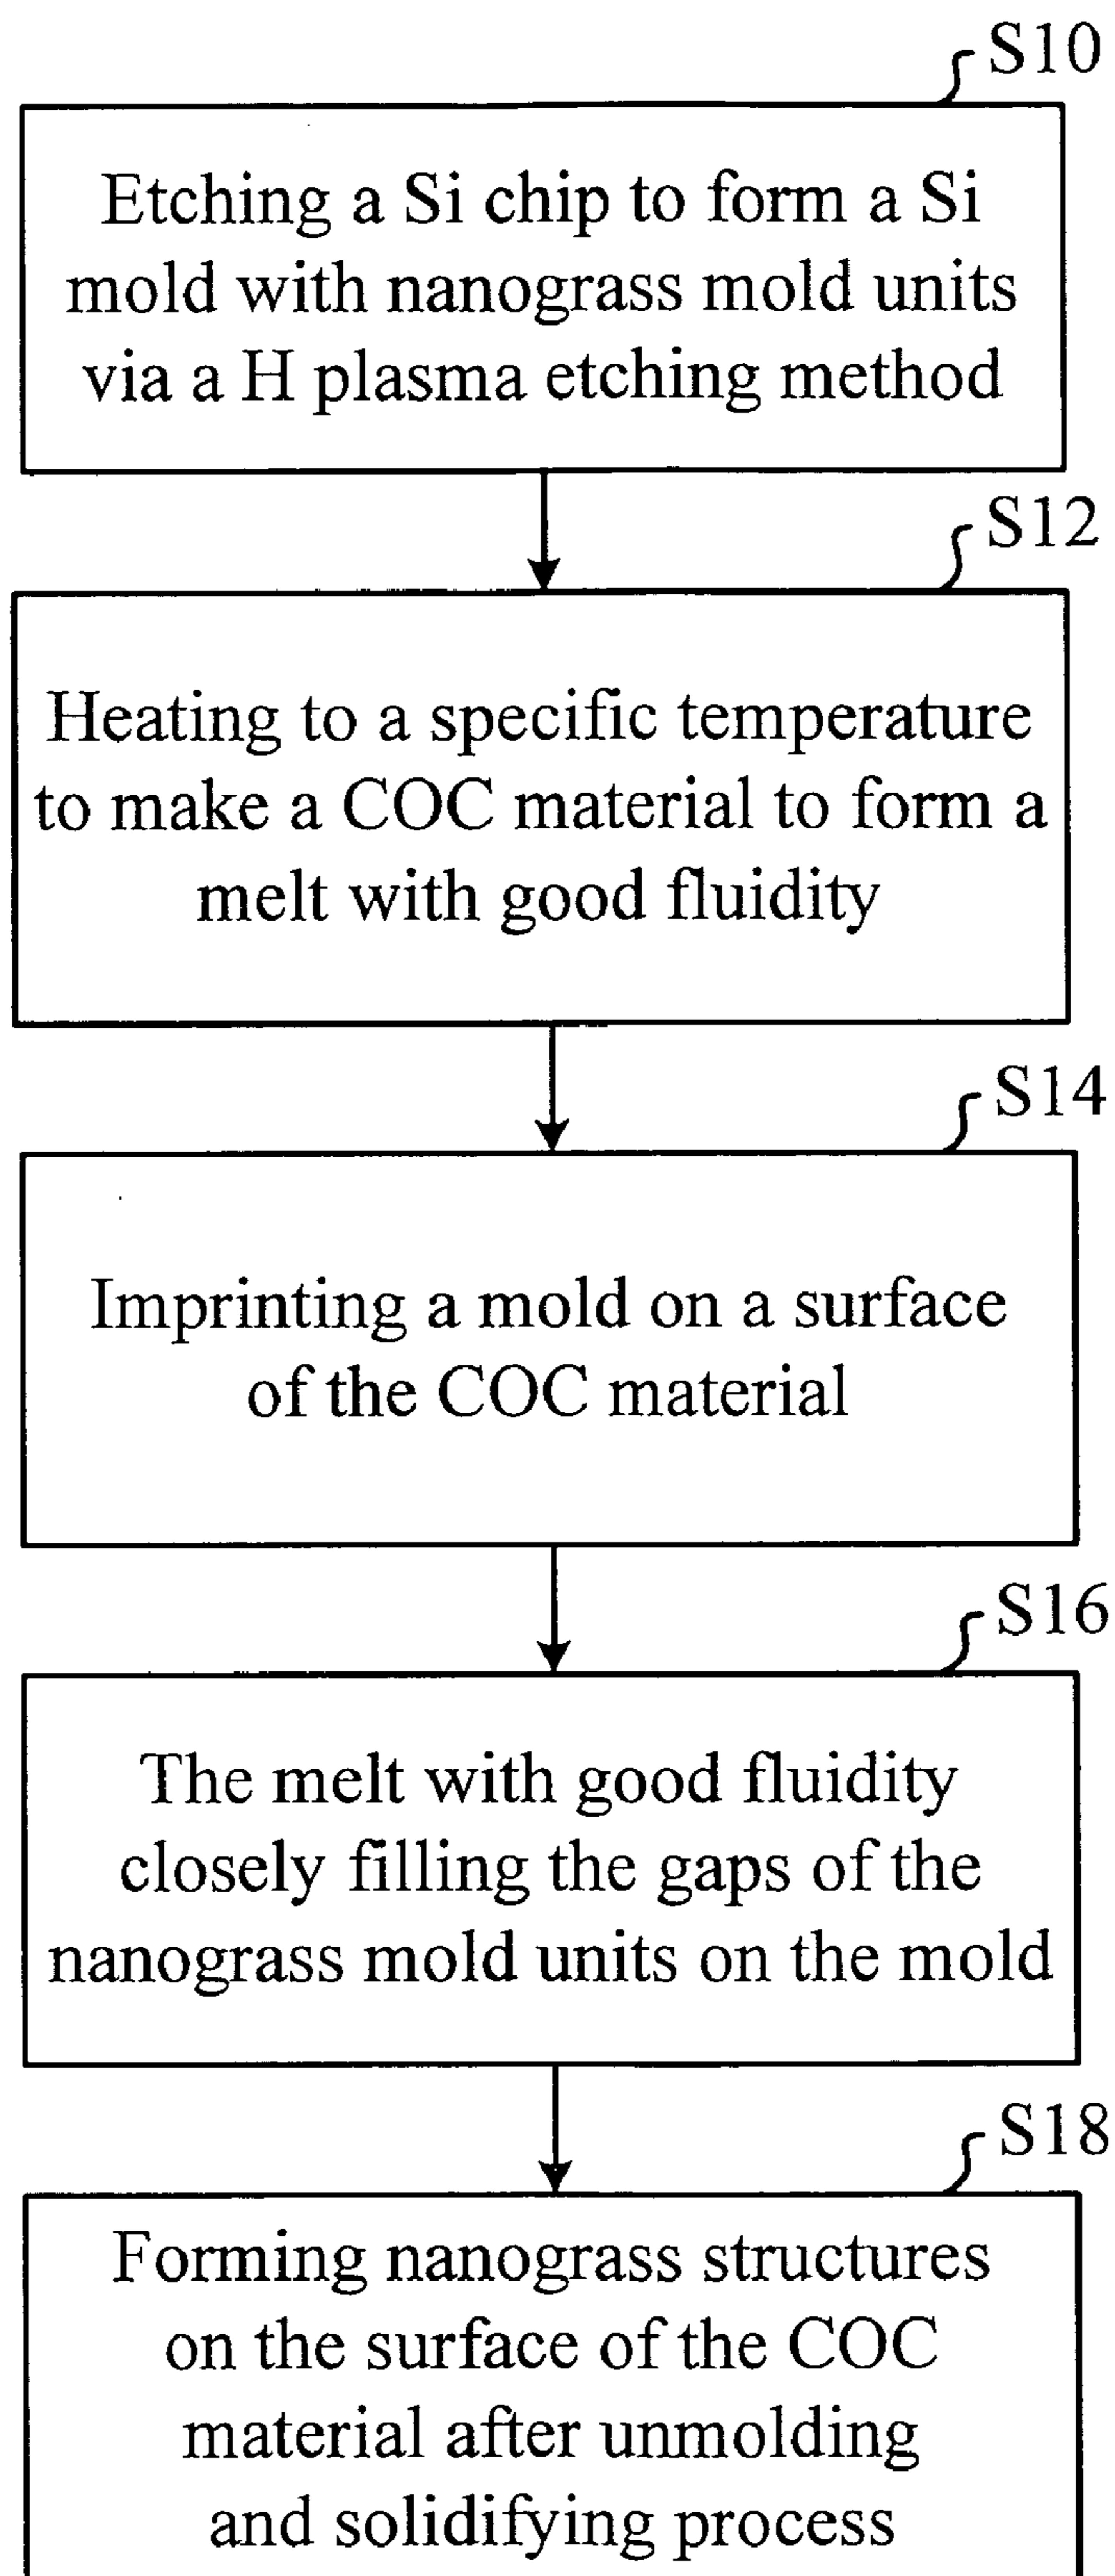 S10
Etching a Si chip to form a Si
mold with nanograss mold units
via a H plasma etching method
S12
Heating to a specific temperature
to make a COC material to form a
melt with good fluidity
S14
Imprinting a mold on a surface
of the COC material
S16
The melt with good fluidity
closely filling the gaps of the
nanograss mold units on the mold
S18
Forming nanograss structures
on the surface of the COC
material after unmolding
and solidifying process